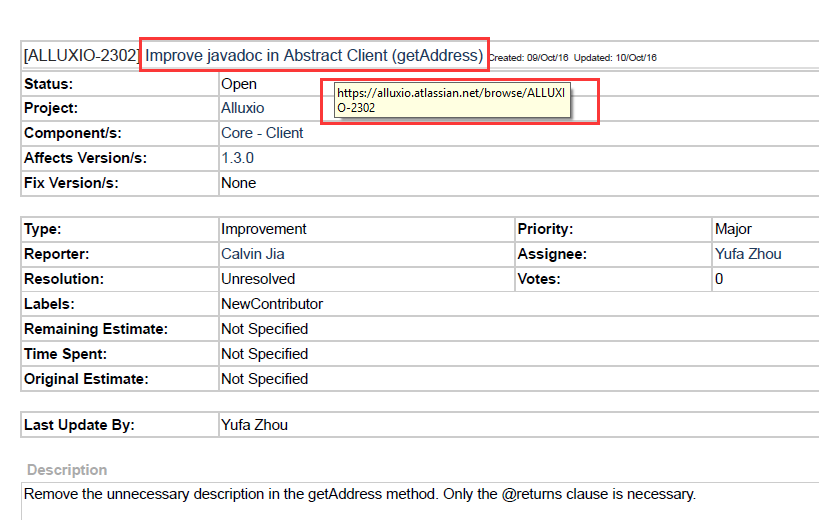 [ALLUXIO-2302] Improve javadoc in Abstract Client (getAddress) Created: 09/Oct/16 Updated: 10/Oct/16
Status: Open
https://alluxio.atlassian.net/browse/ALLUXI
O-2302
Project: Alluxio
Component/s: Core - Client
Affects Version/s: 1.3.0
Fix Version/s: None
Type: Improvement Priority: Major
Reporter: Calvin Jia Assignee: Yufa Zhou
Resolution: Unresolved Votes: 0
Labels: NewContributor
Remaining Estimate: Not Specified
Time Spent: Not Specified
Original Estimate: Not Specified
Last Update By: Yufa Zhou
Description
Remove the unnecessary description in the getAddress method. Only the @returns clause is necessary.